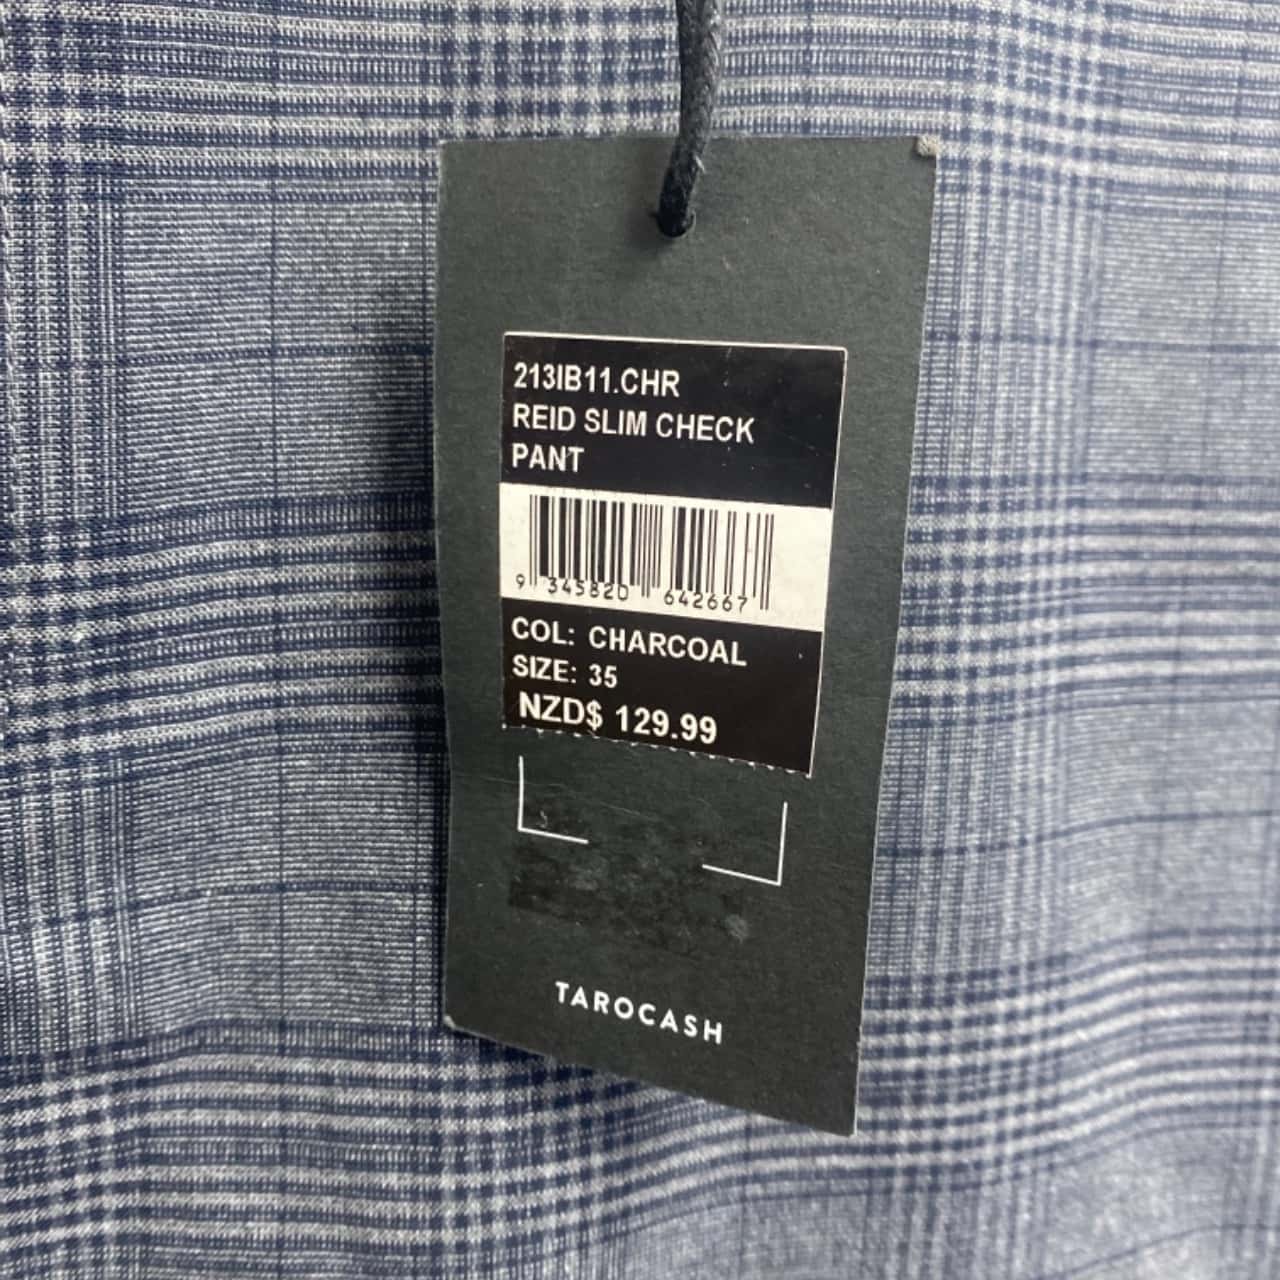 213IB11.CHR
REID SLIM CHECK
PANT
9 345820 642667
COL: CHARCOAL
SIZE: 35
NZD$ 129.99
TAROCASH